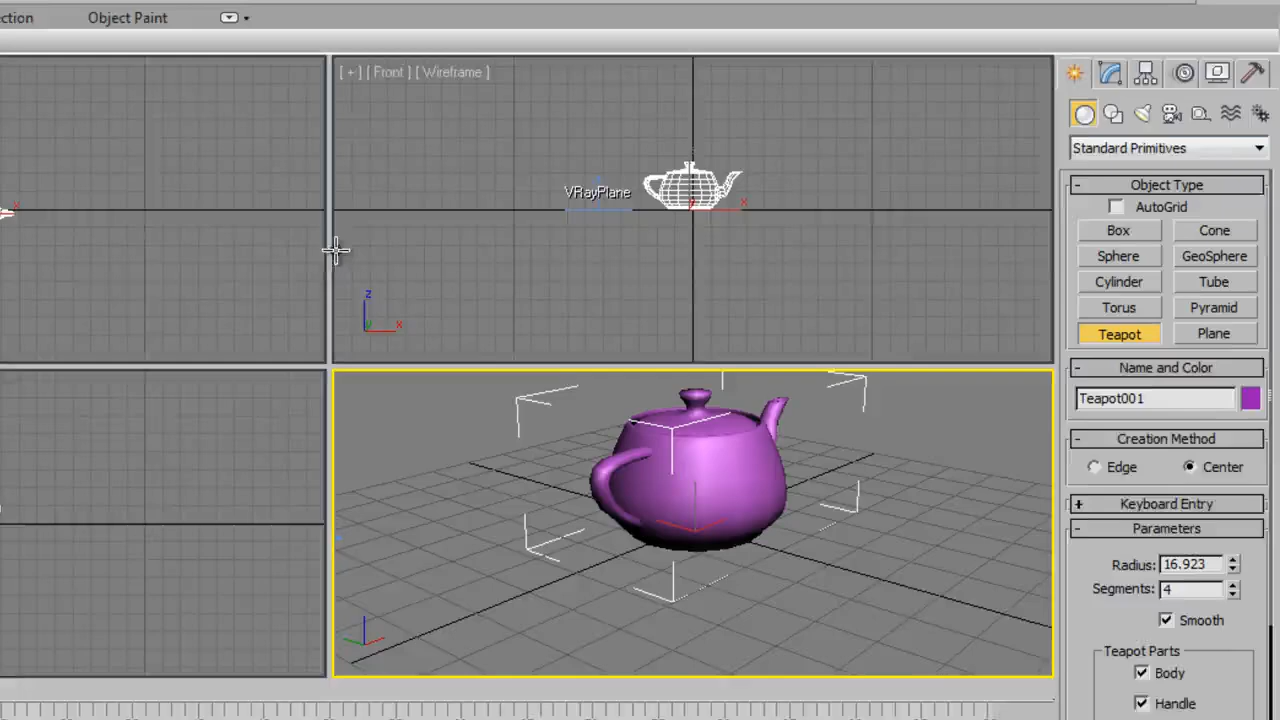 ction
Object Paint
[ + ] [ Front ] [ Wireframe ]
VRayPlane
x
x
y
z
x
y
Standard Primitives
- Object Type
AutoGrid
Box Cone
Sphere GeoSphere
Cylinder Tube
Torus Pyramid
Teapot Plane
- Name and Color
Teapot001
- Creation Method
Edge Center
+ Keyboard Entry
- Parameters
Radius: 16.923
Segments: 4
Smooth
Teapot Parts
Body
Handle